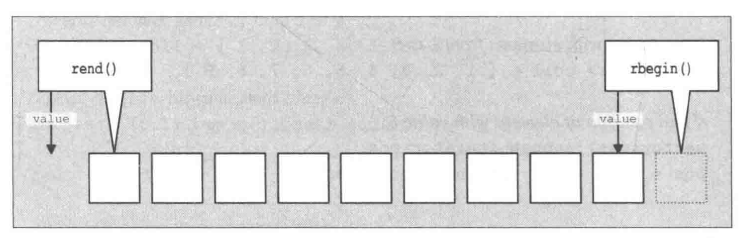 rend()
rbegin()
value
value